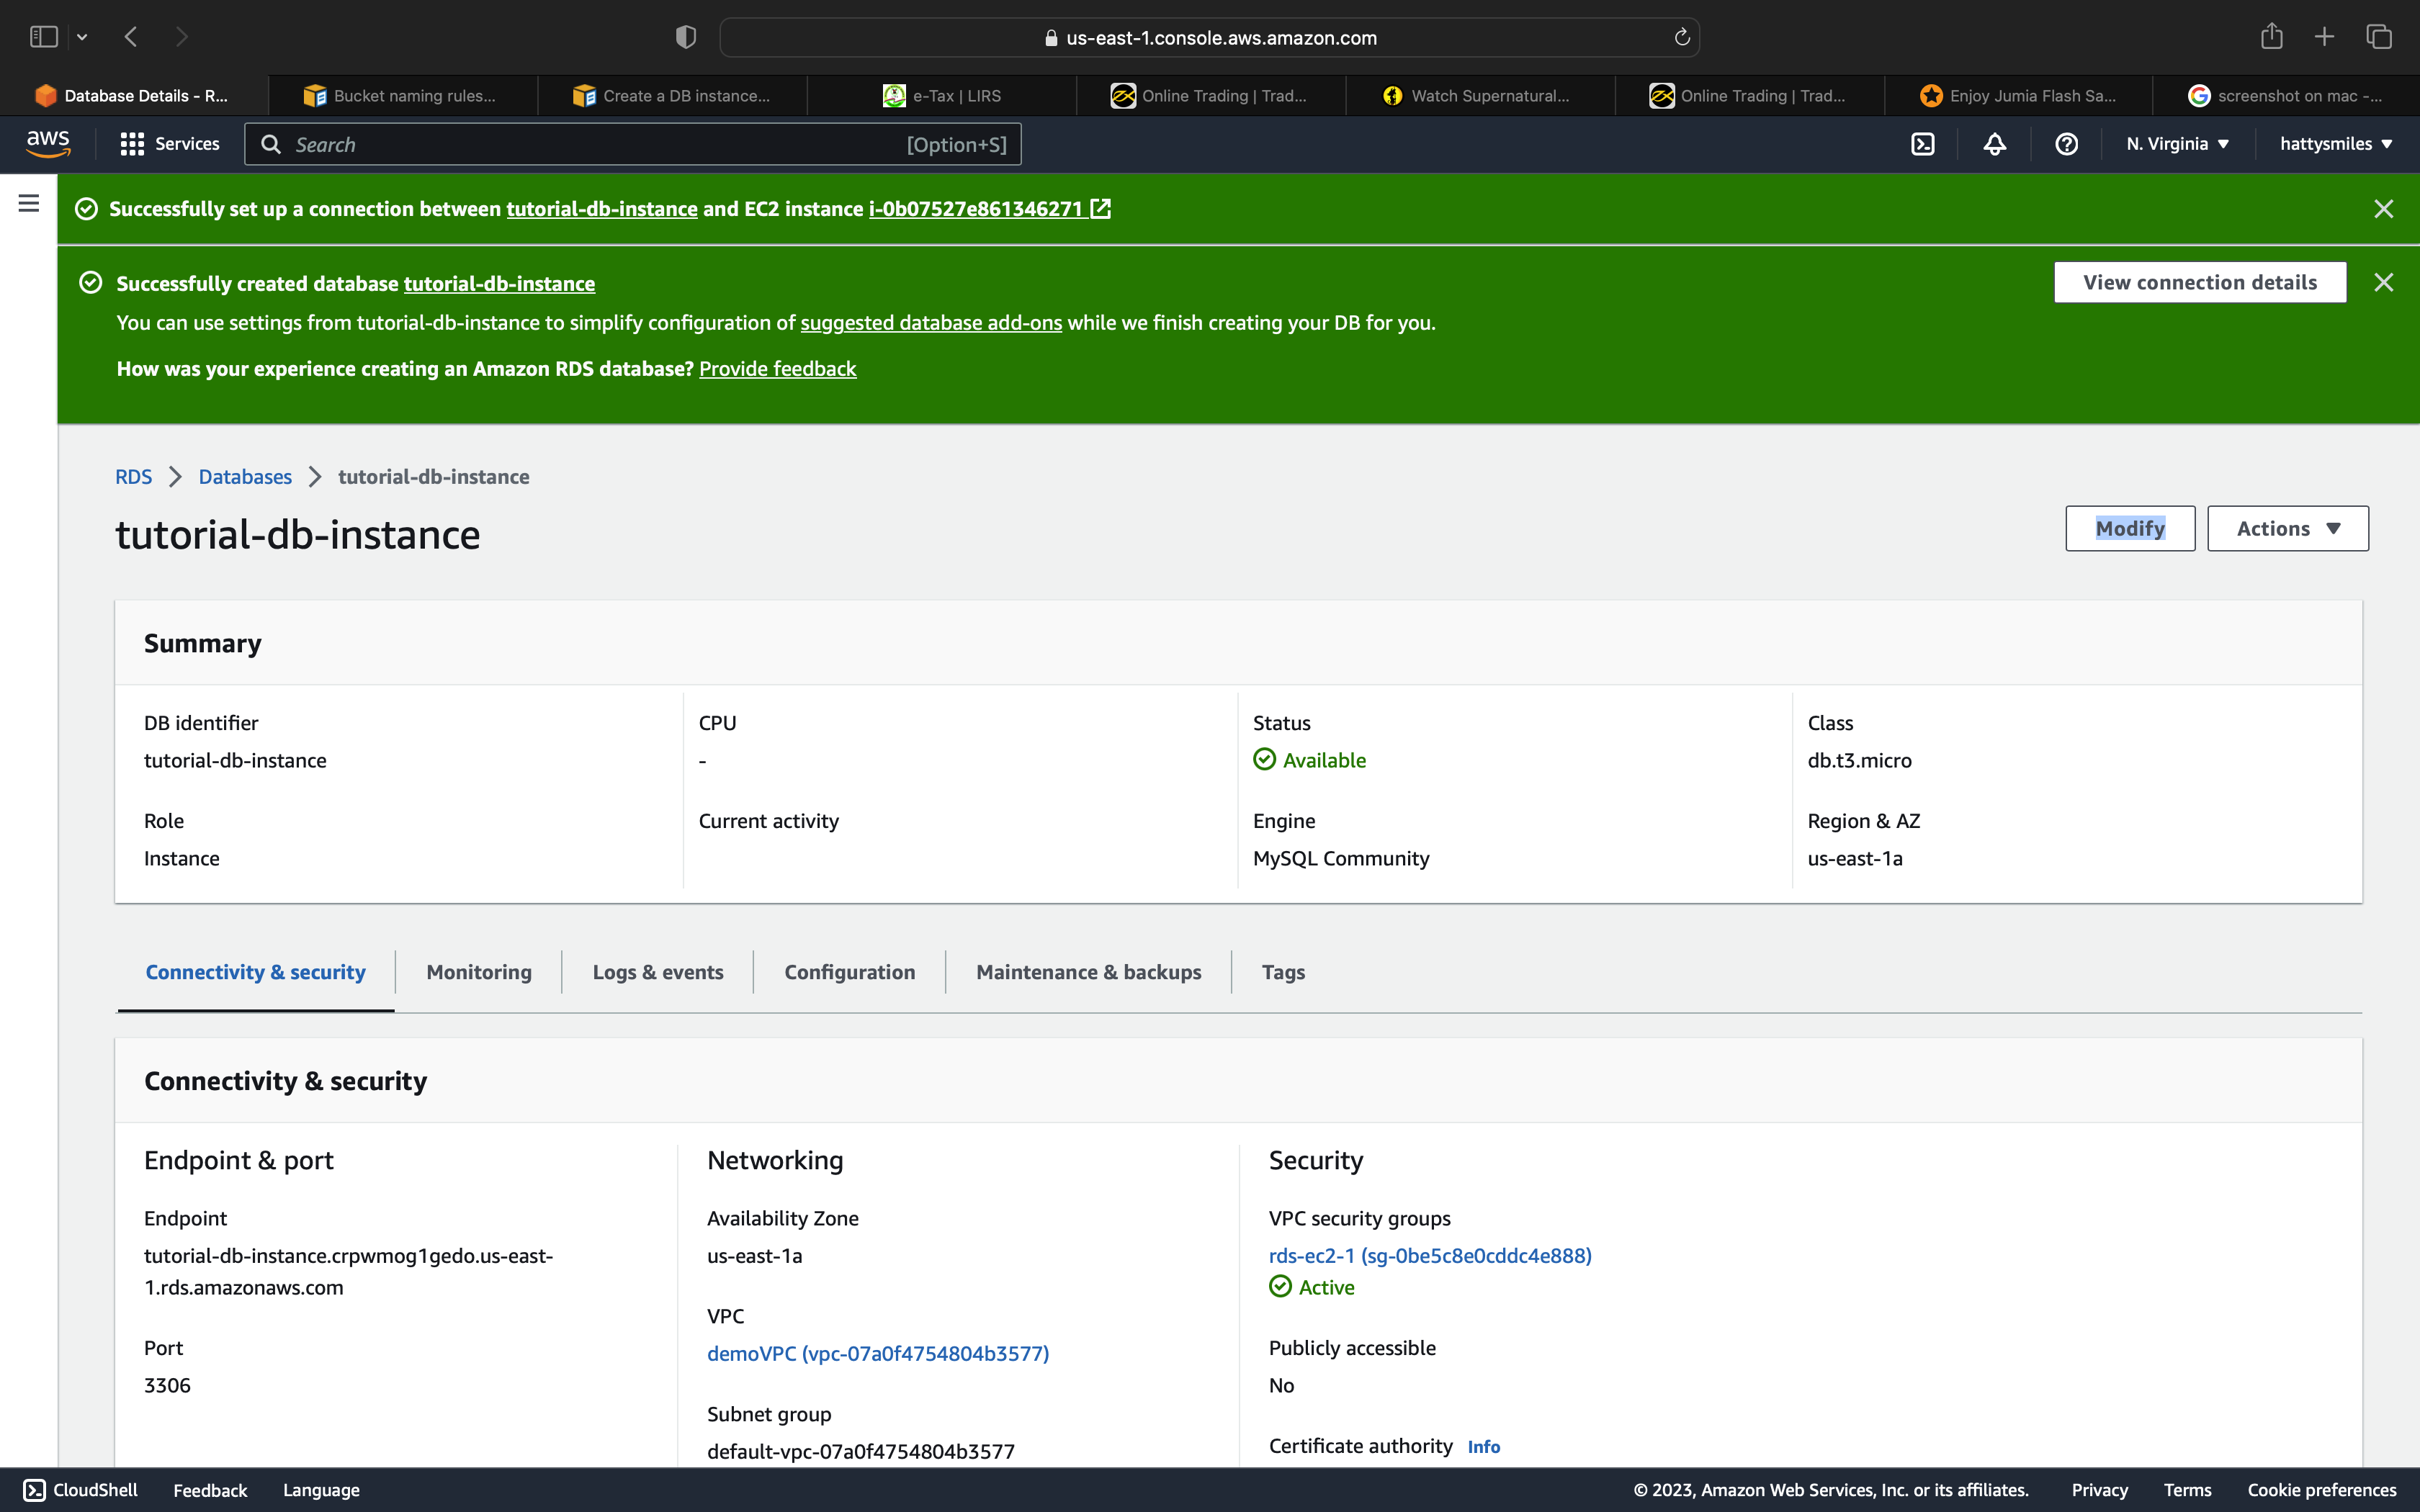 us-east-1.console.aws.amazon.com
Database Details - R...
Bucket naming rules...
Create a DB instance...
e-Tax | LIRS
Online Trading | Trad...
Watch Supernatural...
Online Trading | Trad...
Enjoy Jumia Flash Sa...
screenshot on mac -...
aws
Services
Search
[Option+S]
N. Virginia
hattysmiles
Successfully set up a connection between tutorial-db-instance and EC2 instance i-0b07527e861346271
Successfully created database tutorial-db-instance
View connection details
You can use settings from tutorial-db-instance to simplify configuration of suggested database add-ons while we finish creating your DB for you.
How was your experience creating an Amazon RDS database? Provide feedback
RDS > Databases > tutorial-db-instance
tutorial-db-instance
Modify
Actions
Summary
DB identifier
tutorial-db-instance
CPU
-
Status
Available
Class
db.t3.micro
Role
Instance
Current activity
Engine
MySQL Community
Region & AZ
us-east-1a
Connectivity & security
Monitoring
Logs & events
Configuration
Maintenance & backups
Tags
Connectivity & security
Endpoint & port
Endpoint
tutorial-db-instance.crpwmog1gedo.us-east-
1.rds.amazonaws.com
Port
3306
Networking
Availability Zone
us-east-1a
VPC
demoVPC (vpc-07a0f4754804b3577)
Subnet group
default-vpc-07a0f4754804b3577
Security
VPC security groups
rds-ec2-1 (sg-0be5c8e0cddc4e888)
Active
Publicly accessible
No
Certificate authority Info
CloudShell
Feedback
Language
© 2023, Amazon Web Services, Inc. or its affiliates.
Privacy
Terms
Cookie preferences